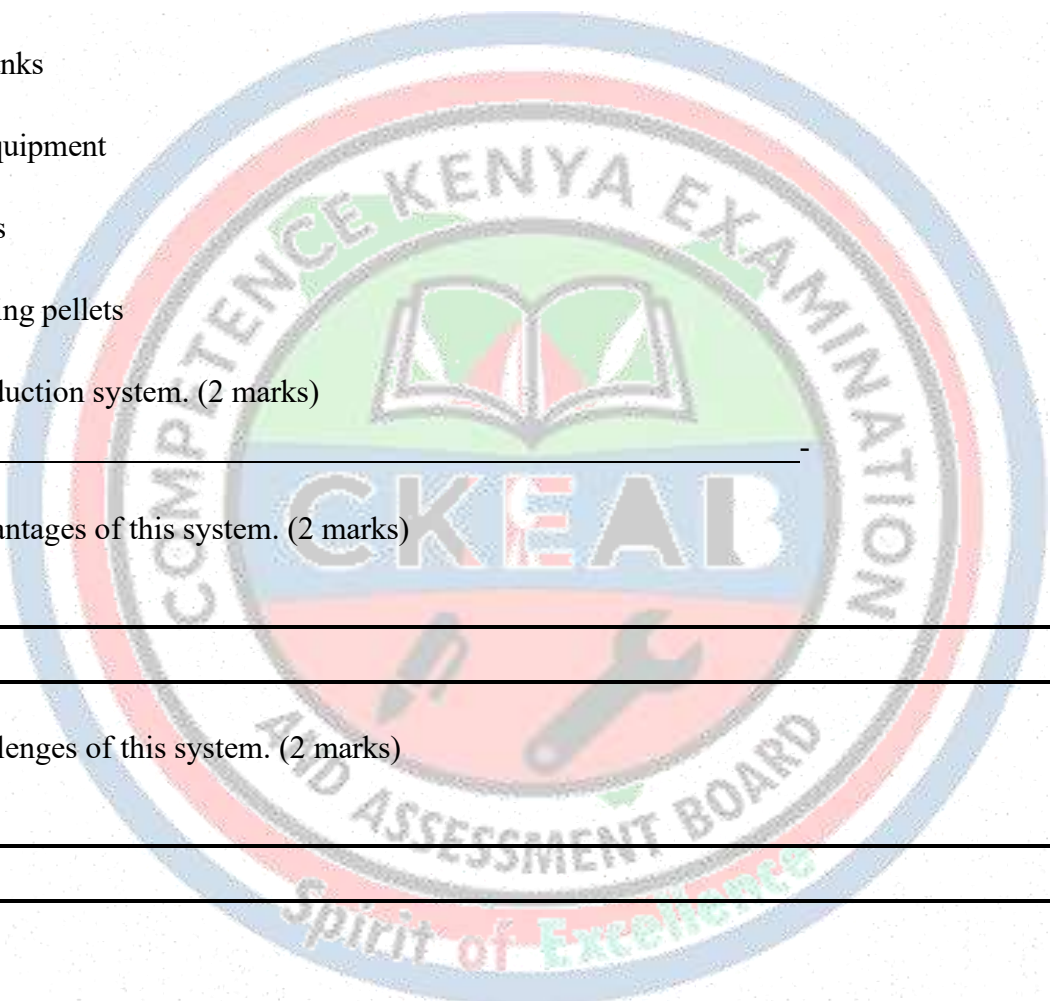 nks
quipment
s
ing pellets
duction system. (2 marks)
-
antages of this system. (2 marks)
lenges of this system. (2 marks)
COMPETENCE KENYA EXAMINATION
CKEAB
AND ASSESSMENT BOARD
Spirit of Excellence